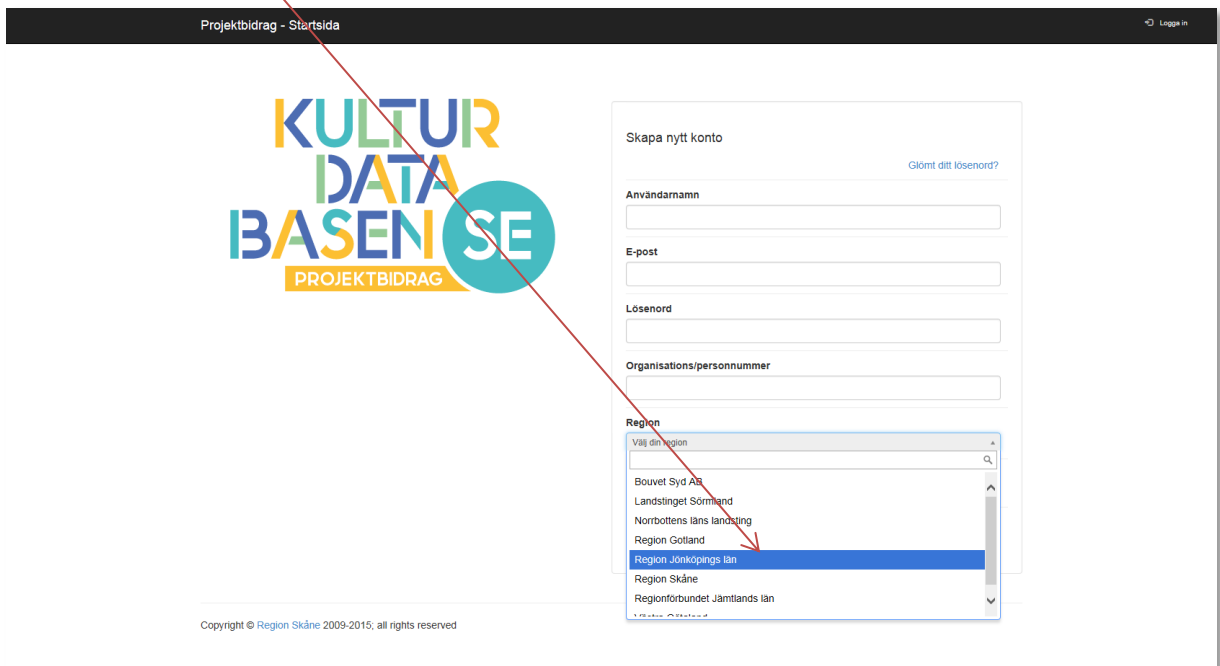 Projektbidrag - Startsida
Logga in
KULTUR
DATA
BASEN SE
PROJEKTBIDRAG
Skapa nytt konto
Glömt ditt lösenord?
Användarnamn
E-post
Lösenord
Organisations/personnummer
Region
Välj din region
Bouvet Syd AB
Landstinget Sörmland
Norrbottens läns landsting
Region Gotland
Region Jönköpings län
Region Skåne
Regionförbundet Jämtlands län
Copyright © Region Skåne 2009-2015; all rights reserved